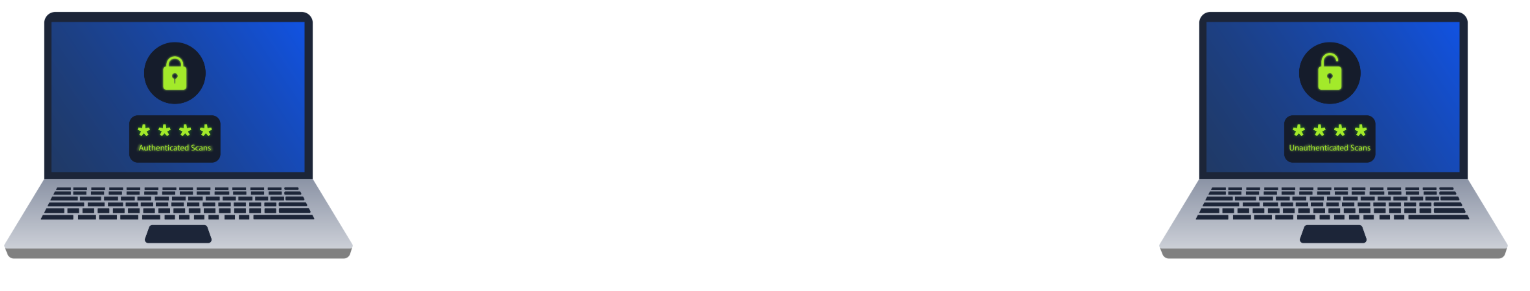 * * * *
Authenticated Scans
* * * *
Unauthenticated Scans